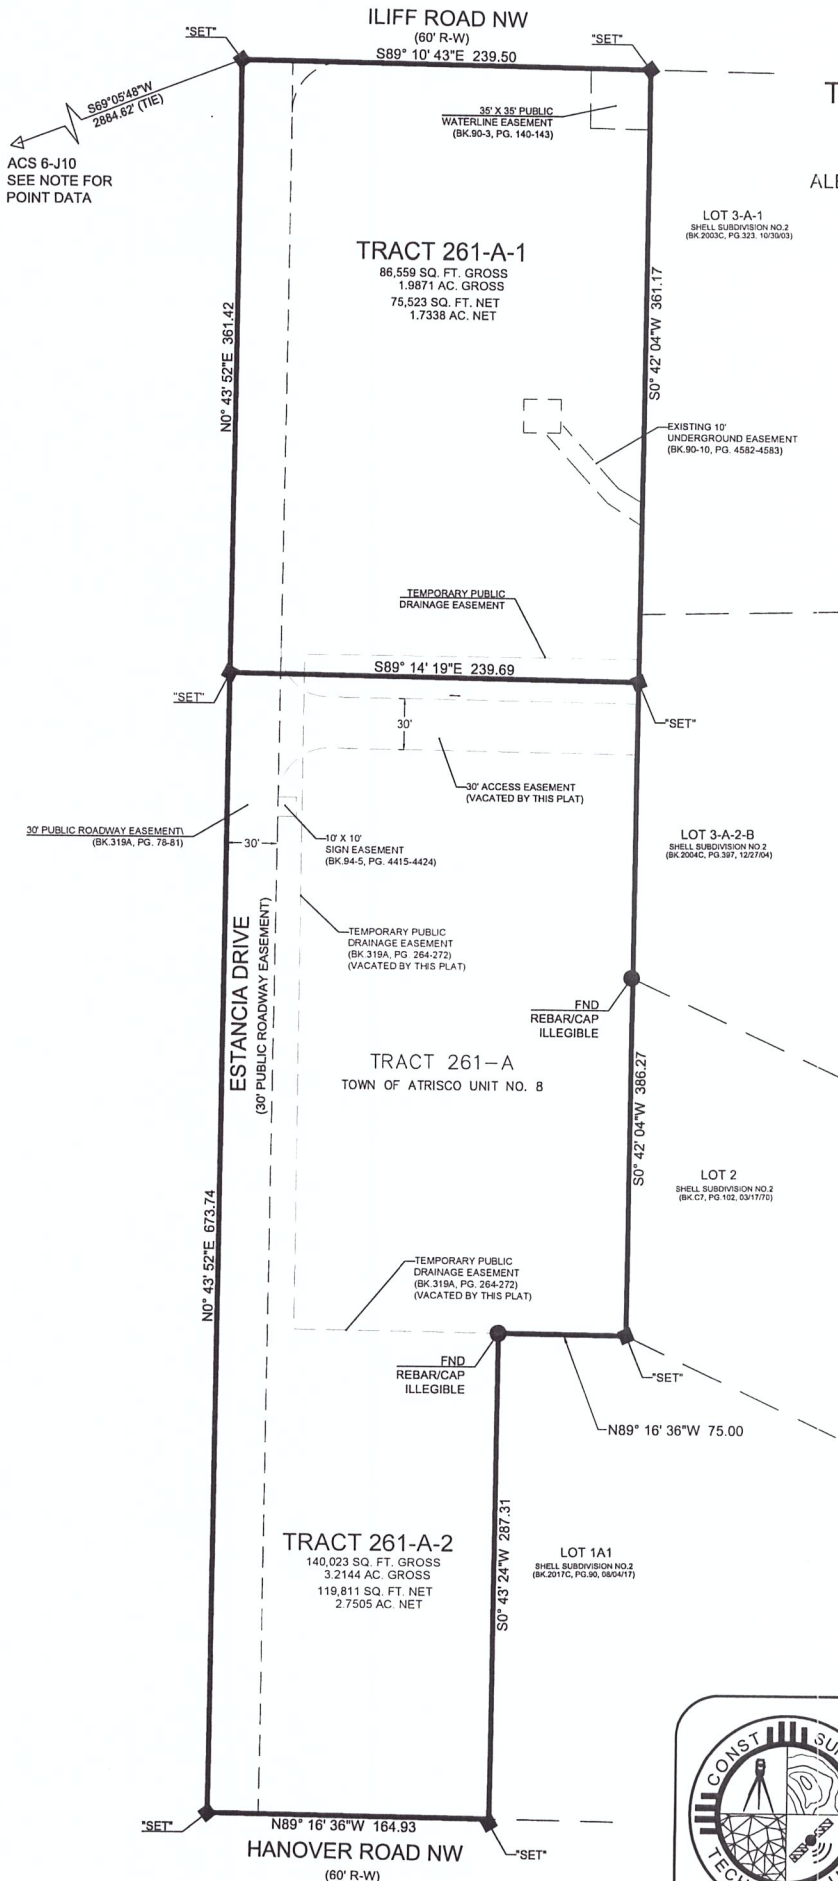 ILIFF ROAD NW
(60' R-W)
S89° 10' 43"E 239.50
"SET"
"SET"
S69°05'48"W
2884.62' (TIE)
ACS 6-J10
SEE NOTE FOR
POINT DATA
35' X 35' PUBLIC
WATERLINE EASEMENT
(BK.90-3, PG. 140-143)
T
ALB
LOT 3-A-1
SHELL SUBDIVISION NO.2
(BK.2003C, PG.323, 10/30/03)
TRACT 261-A-1
86,559 SQ. FT. GROSS
1.9871 AC. GROSS
75,523 SQ. FT. NET
1.7338 AC. NET
N0° 43' 52"E 361.42
S0° 42' 04"W 361.17
EXISTING 10'
UNDERGROUND EASEMENT
(BK.90-10, PG. 4582-4583)
TEMPORARY PUBLIC
DRAINAGE EASEMENT
S89° 14' 19"E 239.69
"SET"
"SET"
30'
30' ACCESS EASEMENT
(VACATED BY THIS PLAT)
30' PUBLIC ROADWAY EASEMENT\
(BK.319A, PG. 78-81)
30'
10' X 10'
SIGN EASEMENT
(BK.94-5, PG. 4415-4424)
LOT 3-A-2-B
SHELL SUBDIVISION NO.2
(BK.2004C, PG.397, 12/27/04)
TEMPORARY PUBLIC
DRAINAGE EASEMENT
(BK.319A, PG. 264-272)
(VACATED BY THIS PLAT)
ESTANCIA DRIVE
(30' PUBLIC ROADWAY EASEMENT)
FND
REBAR/CAP
ILLEGIBLE
TRACT 261-A
TOWN OF ATRISCO UNIT NO. 8
S0° 42' 04"W 386.27
LOT 2
SHELL SUBDIVISION NO.2
(BK.C7, PG.102, 03/17/70)
N0° 43' 52"E 673.74
TEMPORARY PUBLIC
DRAINAGE EASEMENT
(BK.319A, PG. 264-272)
(VACATED BY THIS PLAT)
FND
REBAR/CAP
ILLEGIBLE
"SET"
N89° 16' 36"W 75.00
S0° 43' 24"W 287.31
TRACT 261-A-2
140,023 SQ. FT. GROSS
3.2144 AC. GROSS
119,811 SQ. FT. NET
2.7505 AC. NET
LOT 1A1
SHELL SUBDIVISION NO.2
(BK.2017C, PG.90, 08/04/17)
"SET"
N89° 16' 36"W 164.93
"SET"
HANOVER ROAD NW
(60' R-W)
CONST
SU
TECH